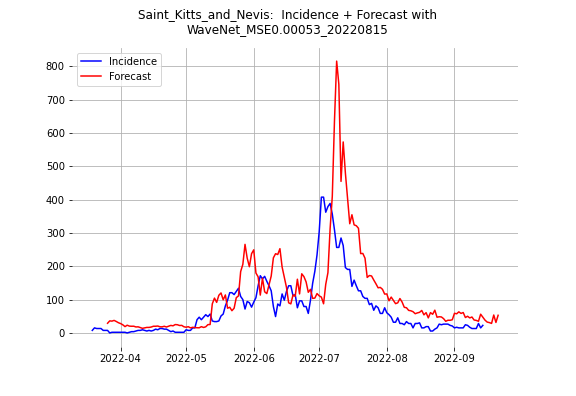 Saint_Kitts_and_Nevis:  Incidence + Forecast with
WaveNet_MSE0.00053_20220815
Incidence
Forecast
800
700
600
500
400
300
200
100
0
2022-04 2022-05 2022-06 2022-07 2022-08 2022-09